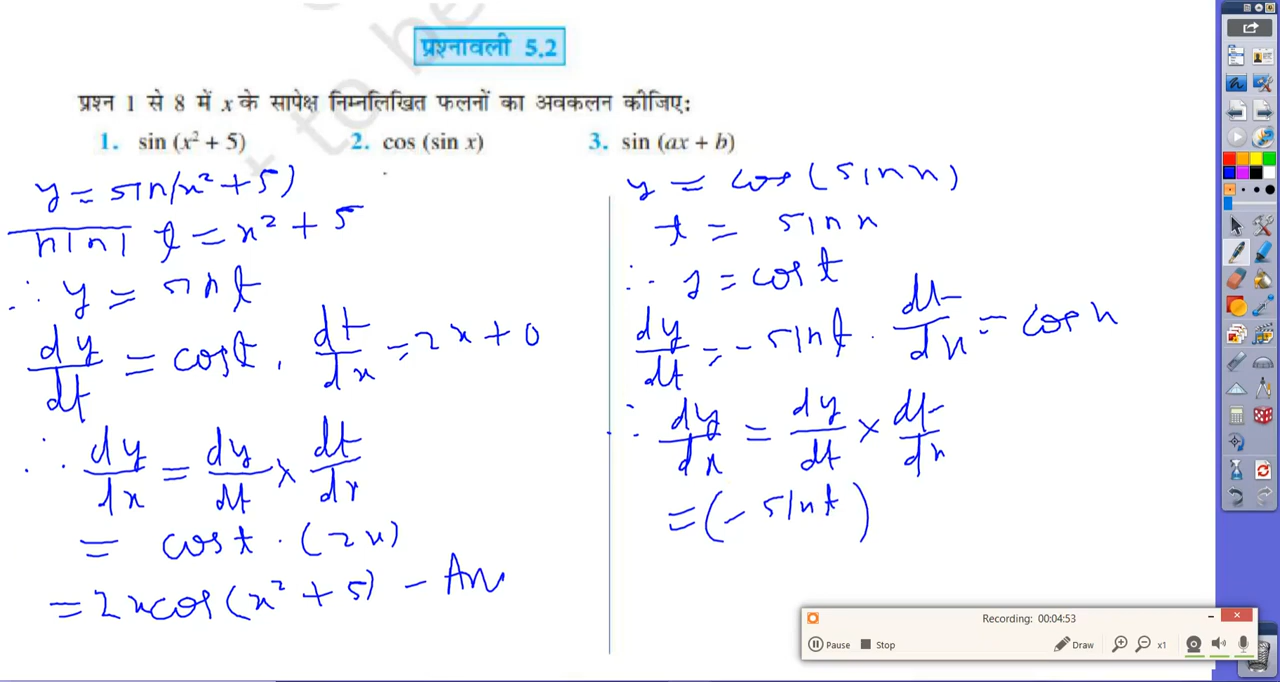 प्रश्नावली 5.2
प्रश्न 1 से 8 में x के सापेक्ष निम्नलिखित फलनों का अवकलन कीजिए:
1. sin (x² + 5) 2. cos (sin x) 3. sin (ax + b)
y = sin(x² + 5)
t = x² + 5
∴ y = sin t
dy/dt = cos t . dt/dx = 2x + 0
∴ dy/dx = dy/dt × dt/dx
= cos t . (2x)
= 2x cos (x² + 5) - An
y = cos (sin x)
t = sin x
∴ y = cos t
dy/dt = - sin t . dt/dx = cos x
∴ dy/dx = dy/dt × dt/dx
= (- sin t)
Recording: 00:04:53
Pause Stop Draw x1